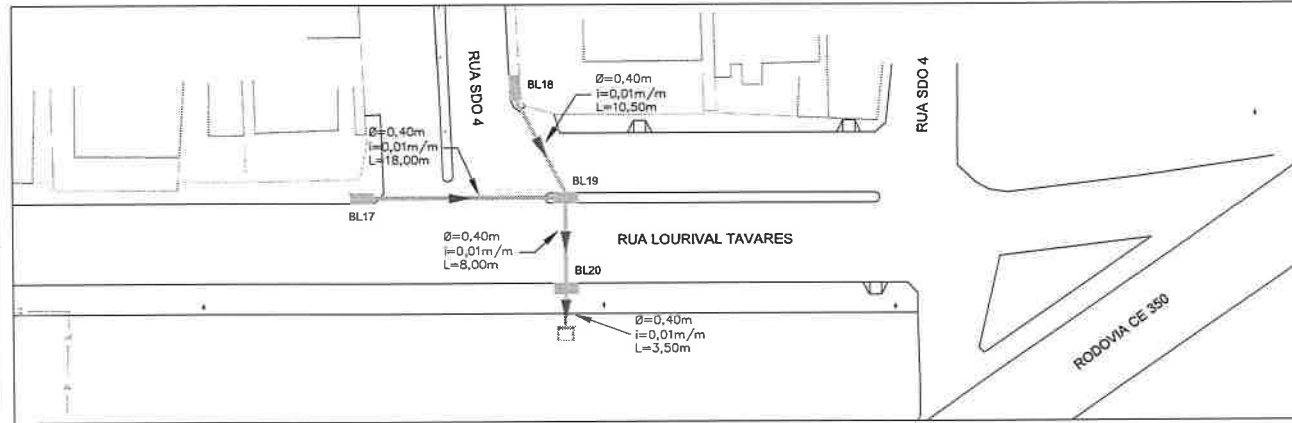 RUA SDO 4
BL18
Ø=0,40m
i=0,01m/m
L=10,50m
RUA SDO 4
Ø=0,40m
i=0,01m/m
L=18,00m
BL19
BL17
Ø=0,40m
i=0,01m/m
L=8,00m
RUA LOURIVAL TAVARES
BL20
Ø=0,40m
i=0,01m/m
L=3,50m
RODOVIA CE 350